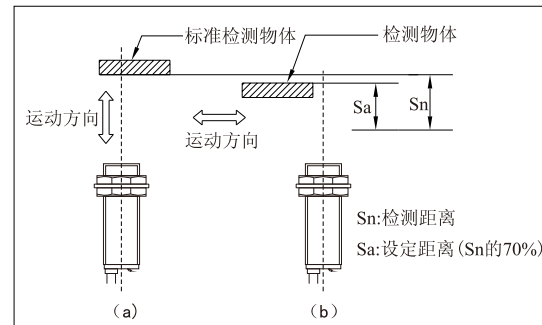 标准检测物体
检测物体
运动方向
运动方向
Sa
Sn
Sn:检测距离
Sa:设定距离(Sn的70%)
(a)
(b)